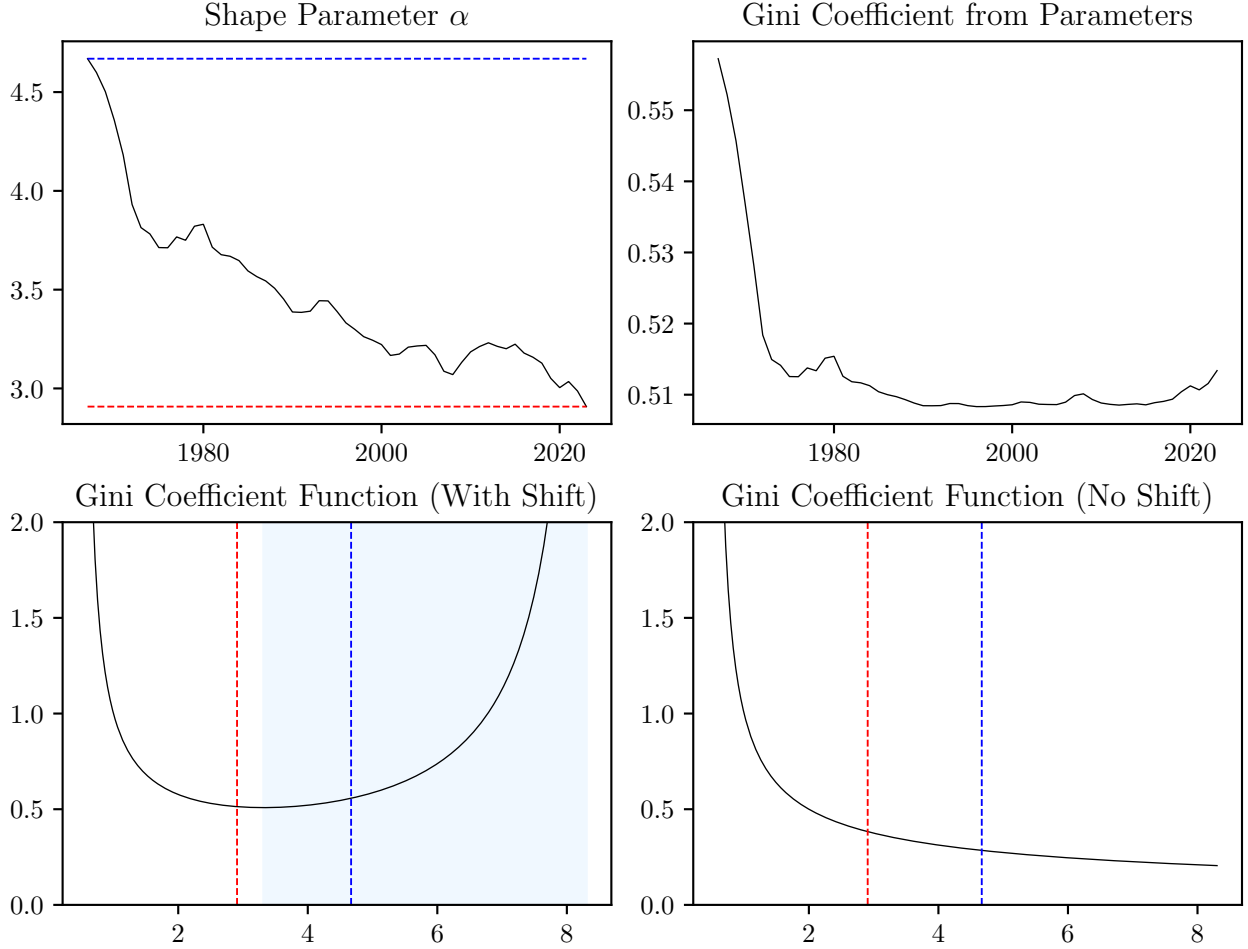 Shape Parameter α
4.5
4.0
3.5
3.0
1980 2000 2020
Gini Coefficient from Parameters
0.55
0.54
0.53
0.52
0.51
1980 2000 2020
Gini Coefficient Function (With Shift)
2.0
1.5
1.0
0.5
0.0
2 4 6 8
Gini Coefficient Function (No Shift)
2.0
1.5
1.0
0.5
0.0
2 4 6 8